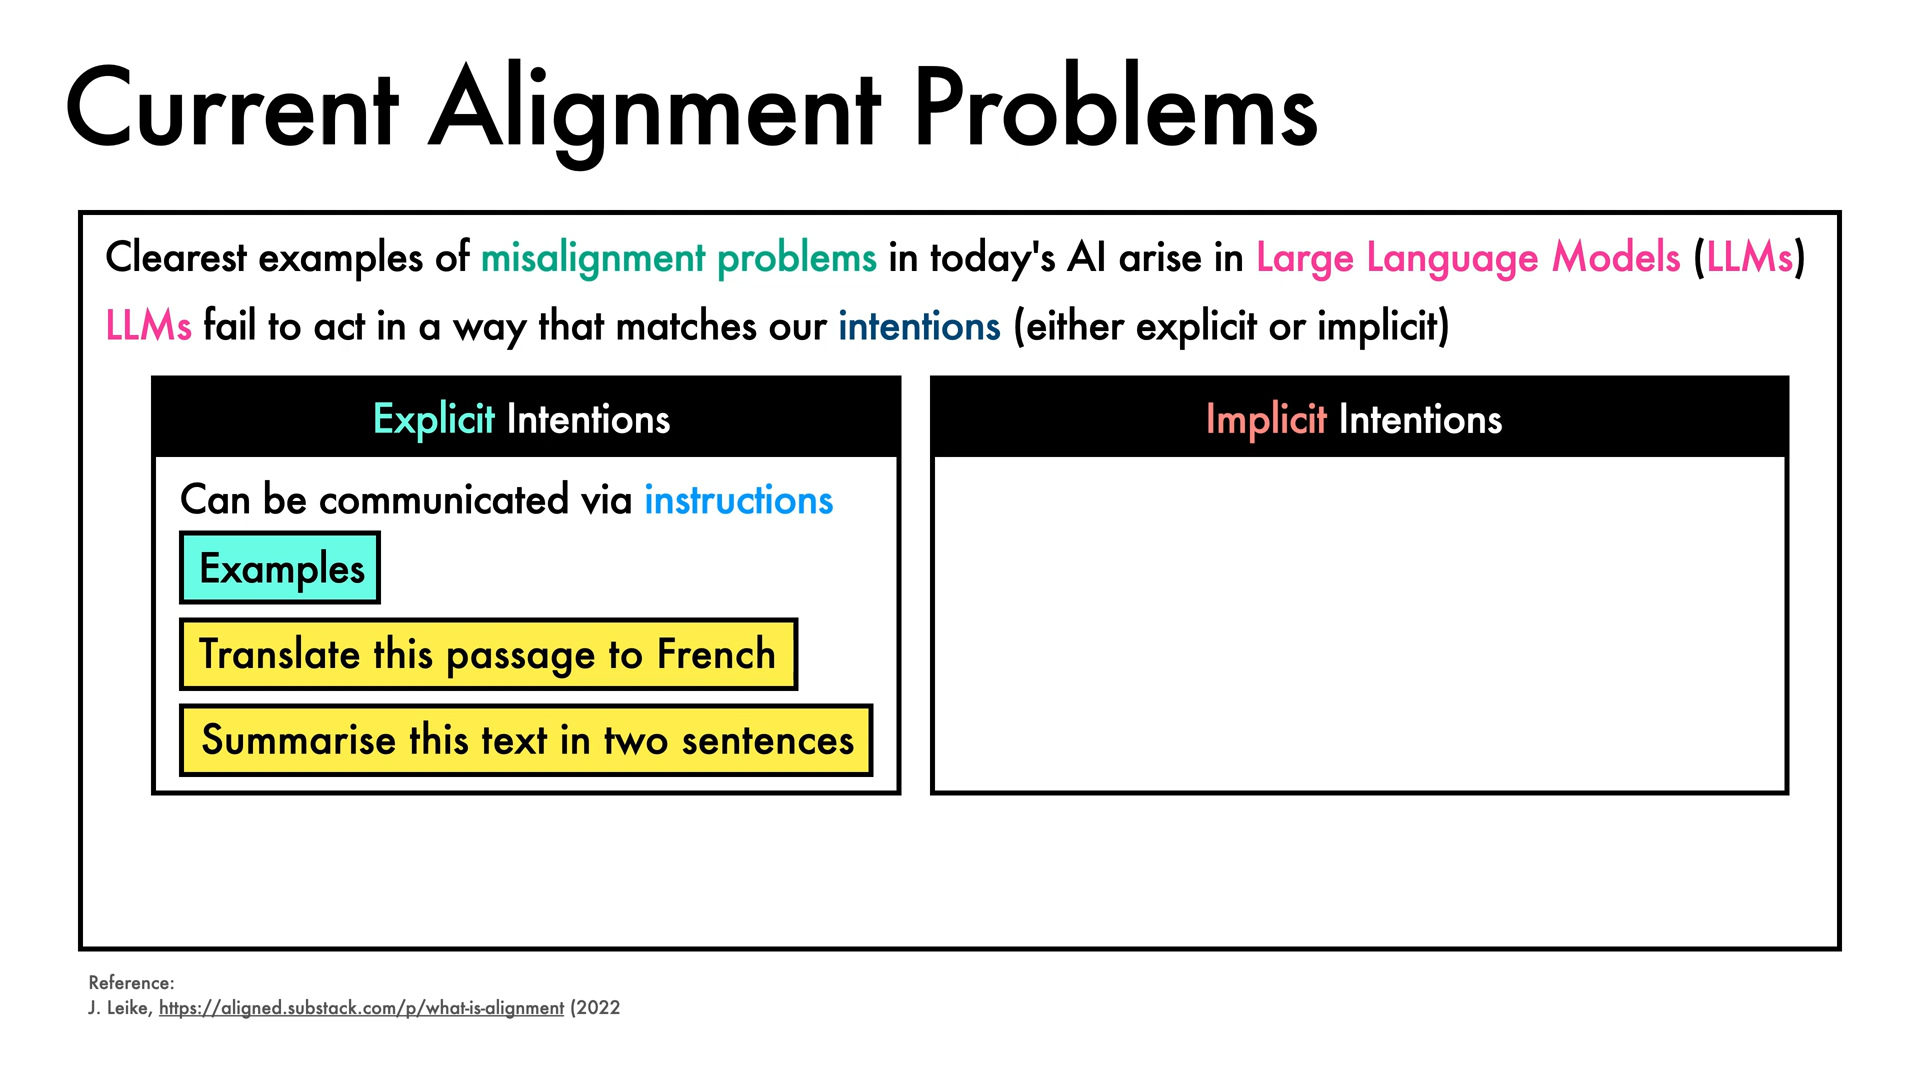 Current Alignment Problems
Clearest examples of misalignment problems in today's AI arise in Large Language Models (LLMs)
LLMs fail to act in a way that matches our intentions (either explicit or implicit)
Explicit Intentions
Can be communicated via instructions
Examples
Translate this passage to French
Summarise this text in two sentences
Implicit Intentions
Reference:
J. Leike, https://aligned.substack.com/p/what-is-alignment (2022